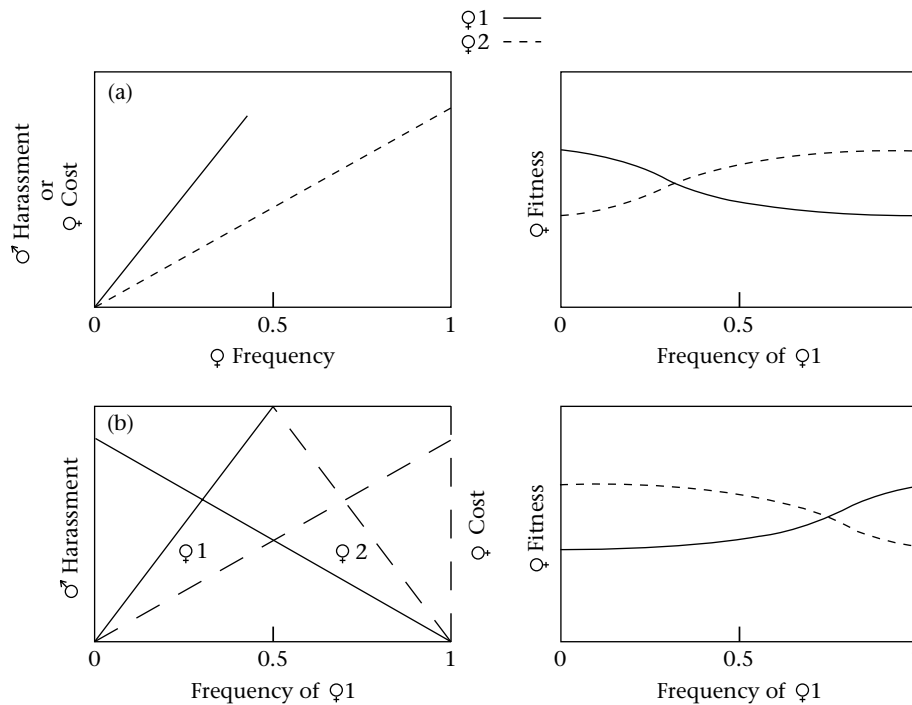 ♀1
♀2
(a)
♂ Harassment
or
♀ Cost
0
0.5
1
♀ Frequency
♀ Fitness
0
0.5
Frequency of ♀1
(b)
♂ Harassment
♀1
♀2
♀ Cost
0
0.5
1
Frequency of ♀1
♀ Fitness
0
0.5
Frequency of ♀1